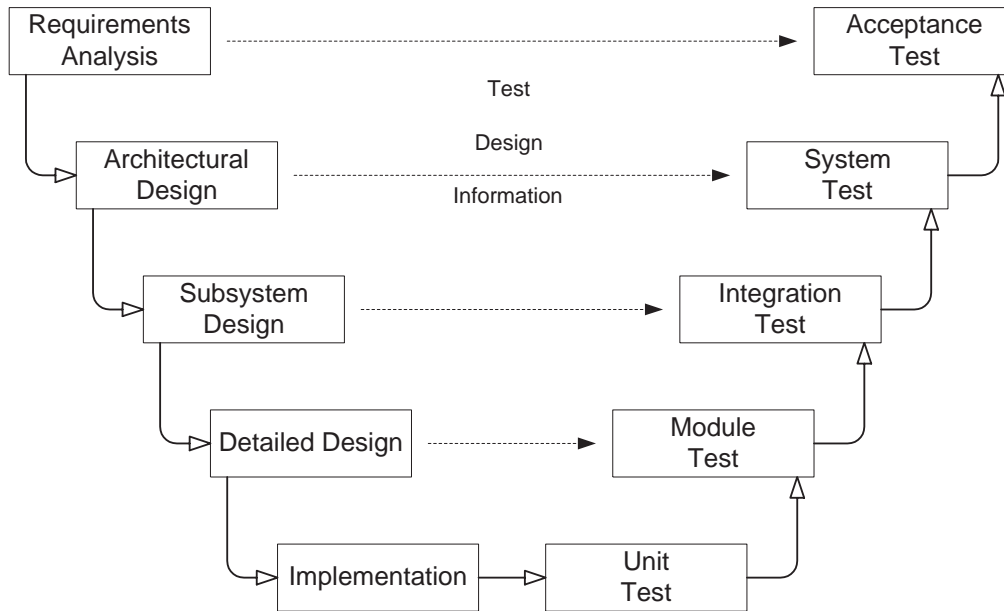 Requirements
Analysis
Acceptance
Test
Test
Design
Information
Architectural
Design
System
Test
Subsystem
Design
Integration
Test
Detailed Design
Module
Test
Implementation
Unit
Test